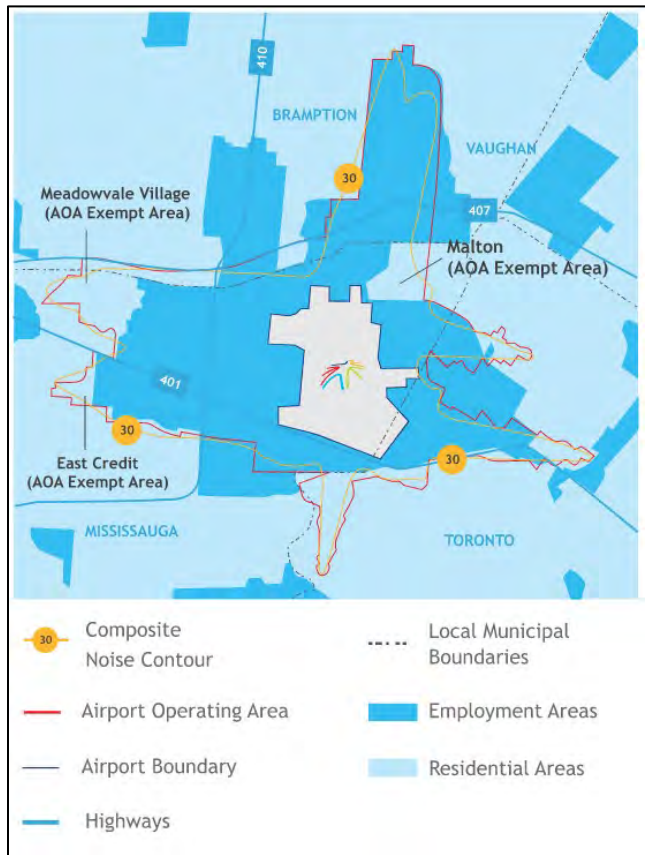 410
BRAMPTION
VAUGHAN
30
Meadowvale Village
(AOA Exempt Area)
407
Malton
(AOA Exempt Area)
401
30
30
East Credit
(AOA Exempt Area)
MISSISSAUGA
TORONTO
30
Composite
Noise Contour
Local Municipal
Boundaries
Airport Operating Area
Employment Areas
Airport Boundary
Residential Areas
Highways